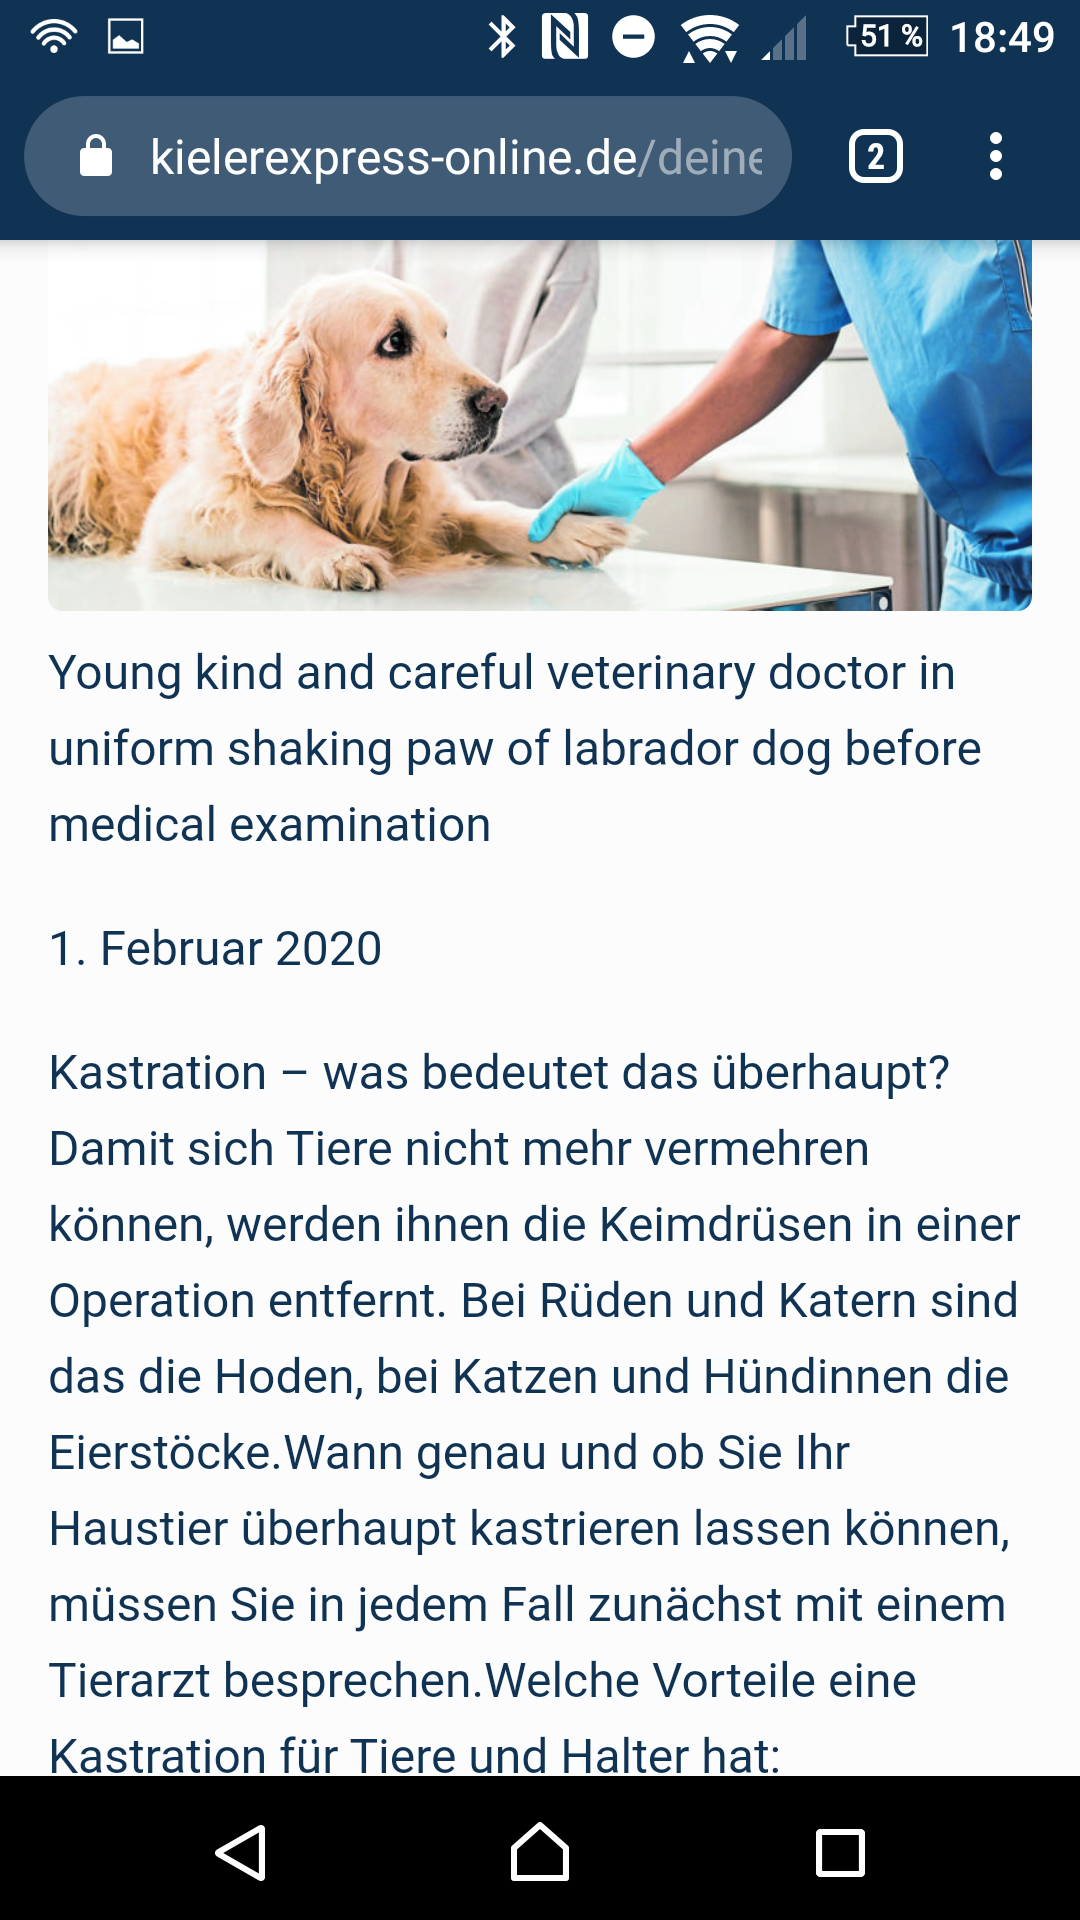 51 % 18:49
kielerexpress-online.de/deine
2
Young kind and careful veterinary doctor in
uniform shaking paw of labrador dog before
medical examination
1. Februar 2020
Kastration – was bedeutet das überhaupt?
Damit sich Tiere nicht mehr vermehren
können, werden ihnen die Keimdrüsen in einer
Operation entfernt. Bei Rüden und Katern sind
das die Hoden, bei Katzen und Hündinnen die
Eierstöcke.Wann genau und ob Sie Ihr
Haustier überhaupt kastrieren lassen können,
müssen Sie in jedem Fall zunächst mit einem
Tierarzt besprechen.Welche Vorteile eine
Kastration für Tiere und Halter hat: